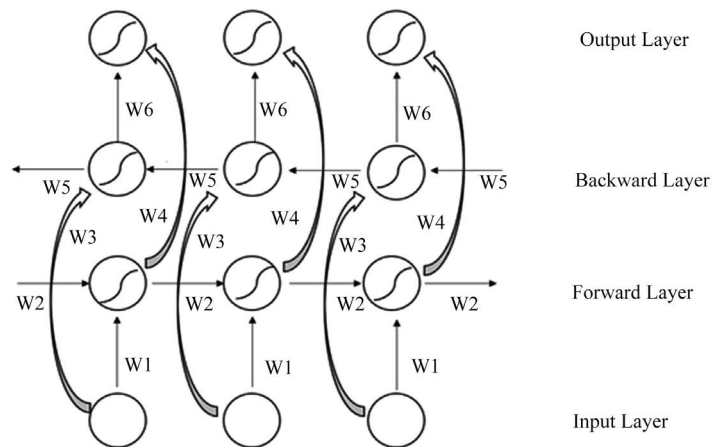 Output Layer
W6 W6 W6
W5 W5 W5 W5 Backward Layer
W4 W4 W4
W3 W3 W3
W2 W2 W2 W2 Forward Layer
W1 W1 W1
Input Layer